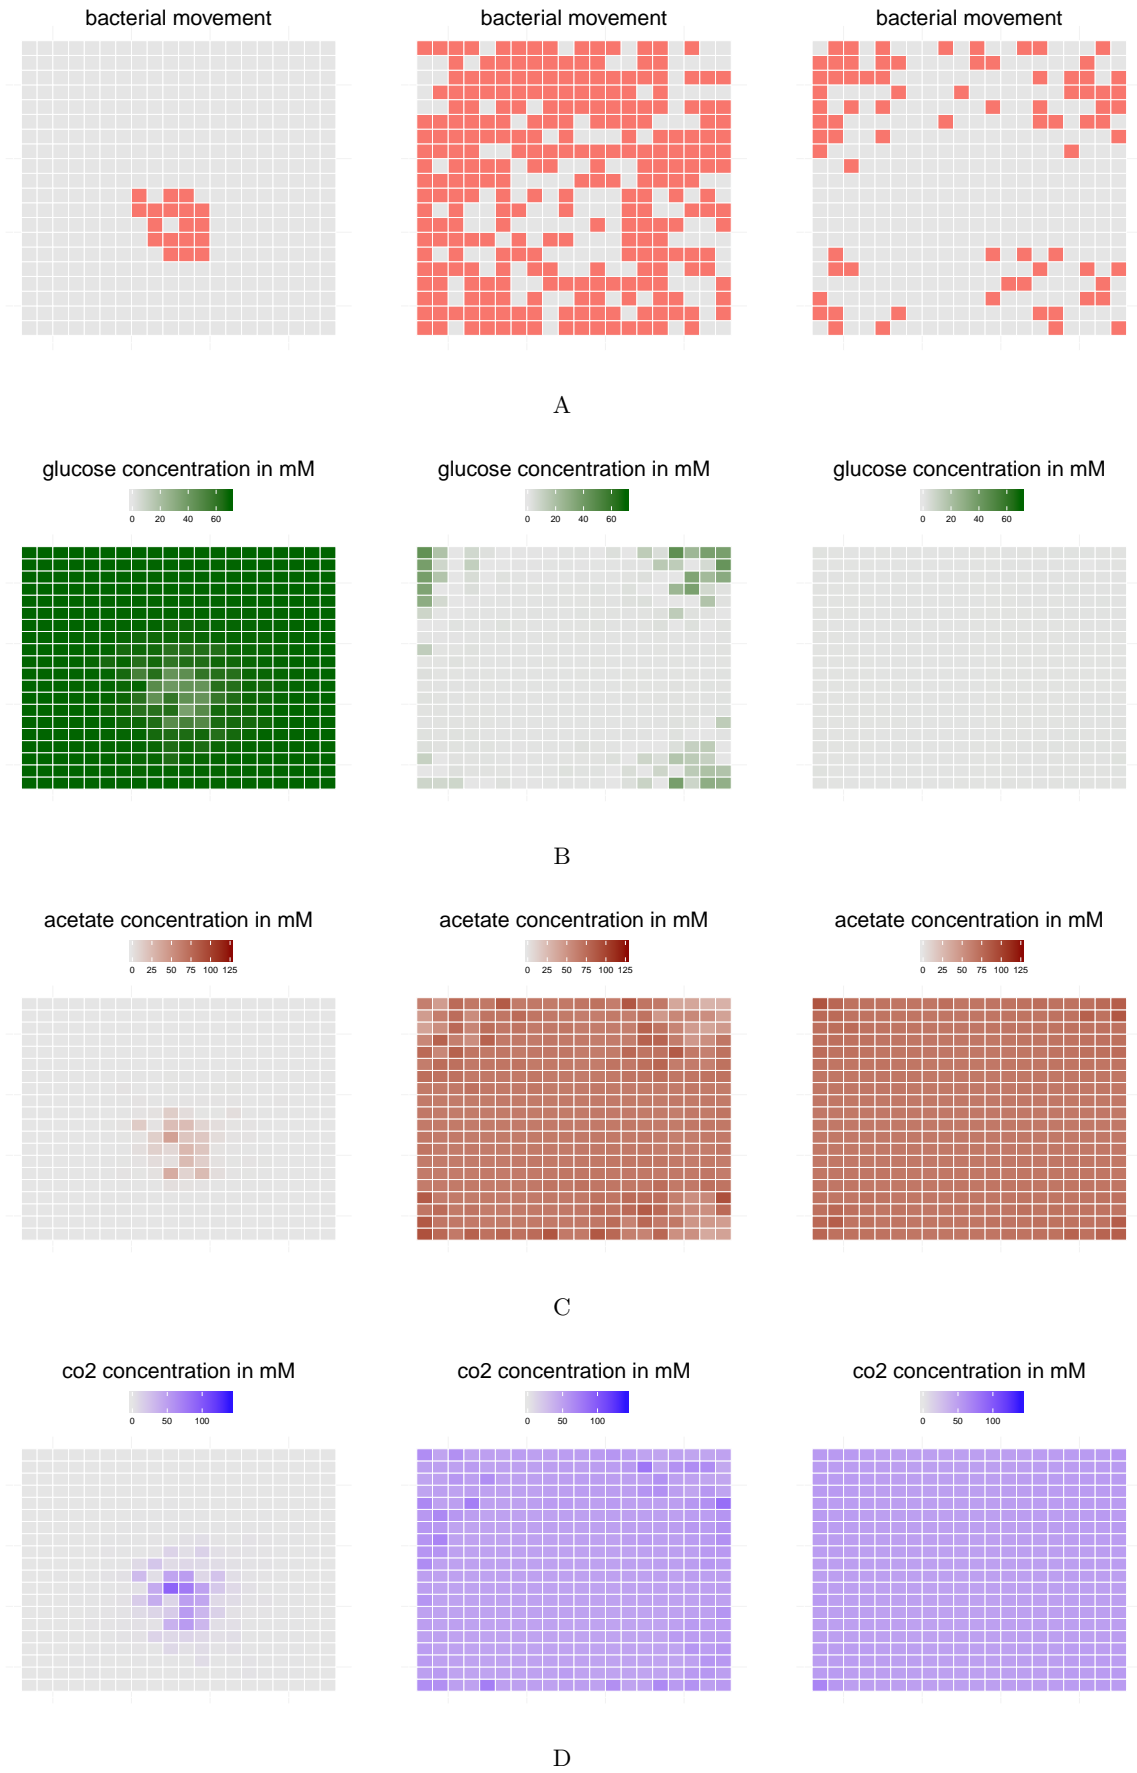 bacterial movement bacterial movement bacterial movement
A
glucose concentration in mM glucose concentration in mM glucose concentration in mM
0 20 40 60 0 20 40 60 0 20 40 60
B
acetate concentration in mM acetate concentration in mM acetate concentration in mM
0 25 50 75 100 125 0 25 50 75 100 125 0 25 50 75 100 125
C
co2 concentration in mM co2 concentration in mM co2 concentration in mM
0 50 100 0 50 100 0 50 100
D